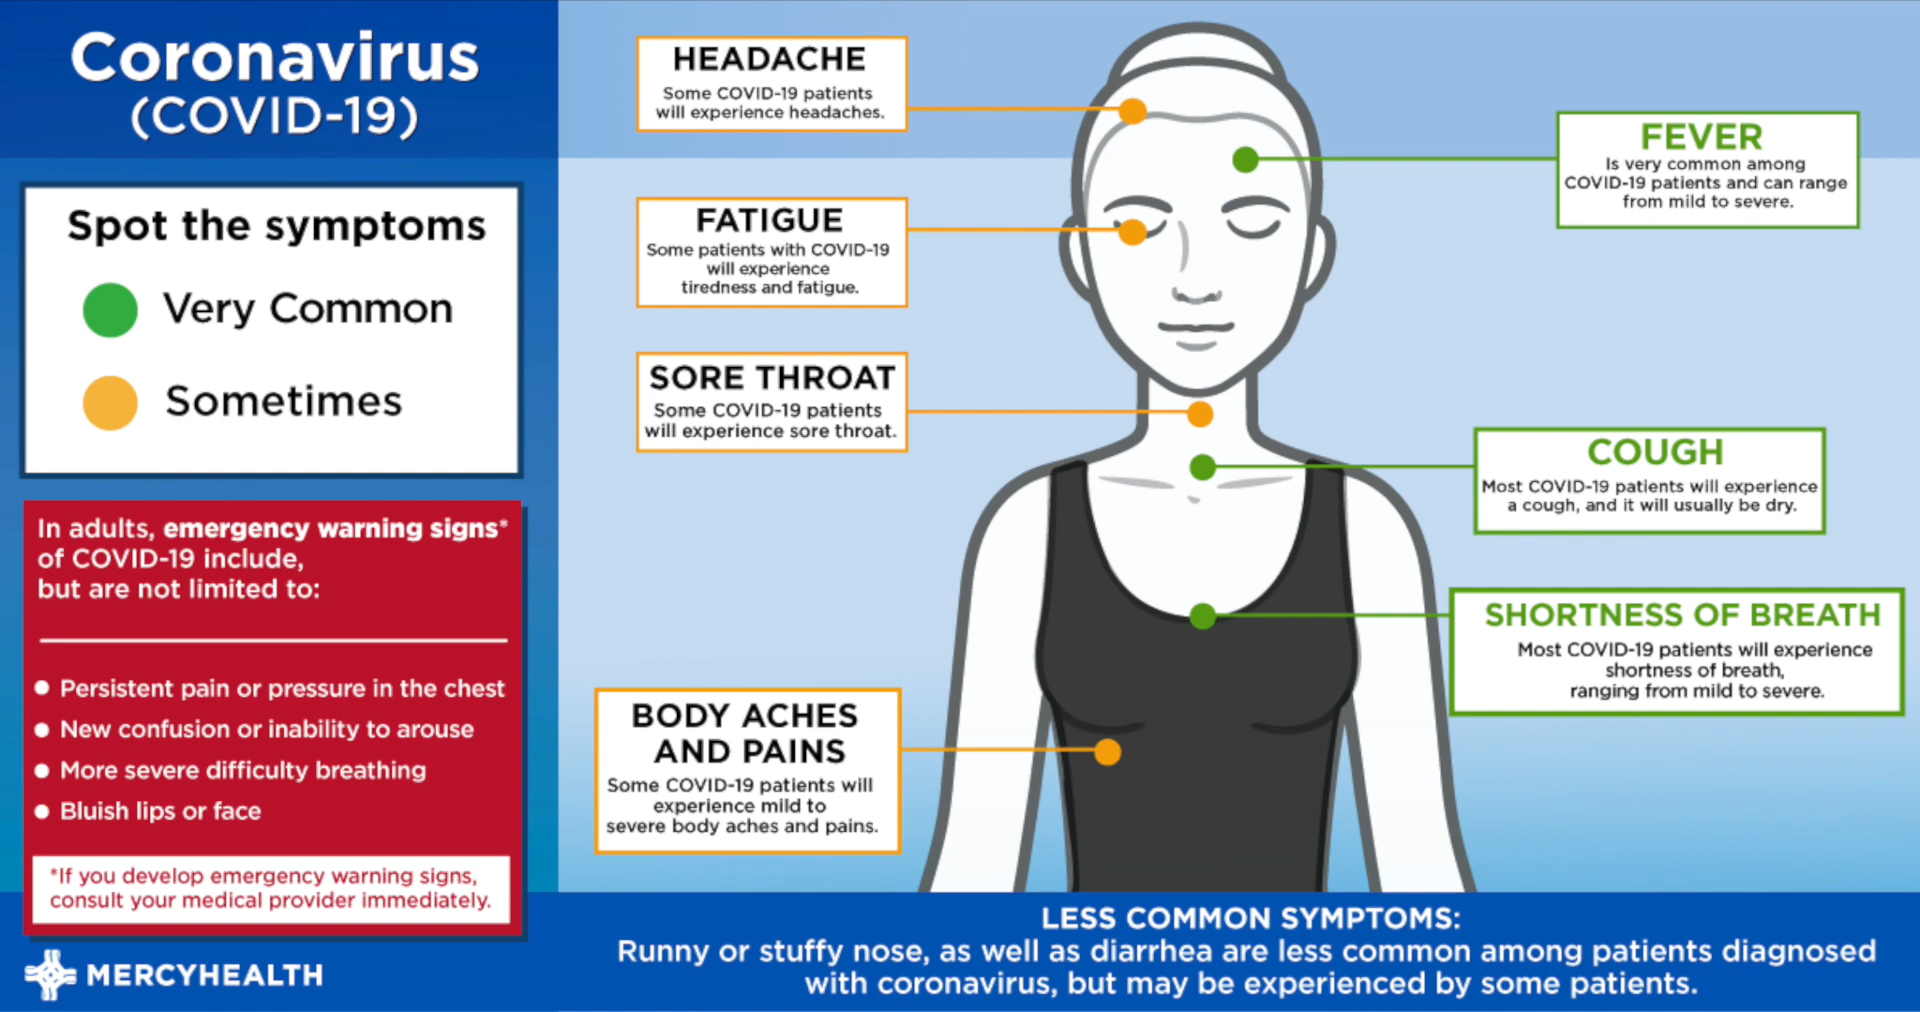 Coronavirus
(COVID-19)
Spot the symptoms
Very Common
Sometimes
In adults, emergency warning signs*
of COVID-19 include,
but are not limited to:
Persistent pain or pressure in the chest
New confusion or inability to arouse
More severe difficulty breathing
Bluish lips or face
*If you develop emergency warning signs,
consult your medical provider immediately.
MERCYHEALTH
HEADACHE
Some COVID-19 patients
will experience headaches.
FATIGUE
Some patients with COVID-19
will experience
tiredness and fatigue.
SORE THROAT
Some COVID-19 patients
will experience sore throat.
BODY ACHES
AND PAINS
Some COVID-19 patients will
experience mild to
severe body aches and pains.
FEVER
Is very common among
COVID-19 patients and can range
from mild to severe.
COUGH
Most COVID-19 patients will experience
a cough, and it will usually be dry.
SHORTNESS OF BREATH
Most COVID-19 patients will experience
shortness of breath,
ranging from mild to severe.
LESS COMMON SYMPTOMS:
Runny or stuffy nose, as well as diarrhea are less common among patients diagnosed
with coronavirus, but may be experienced by some patients.